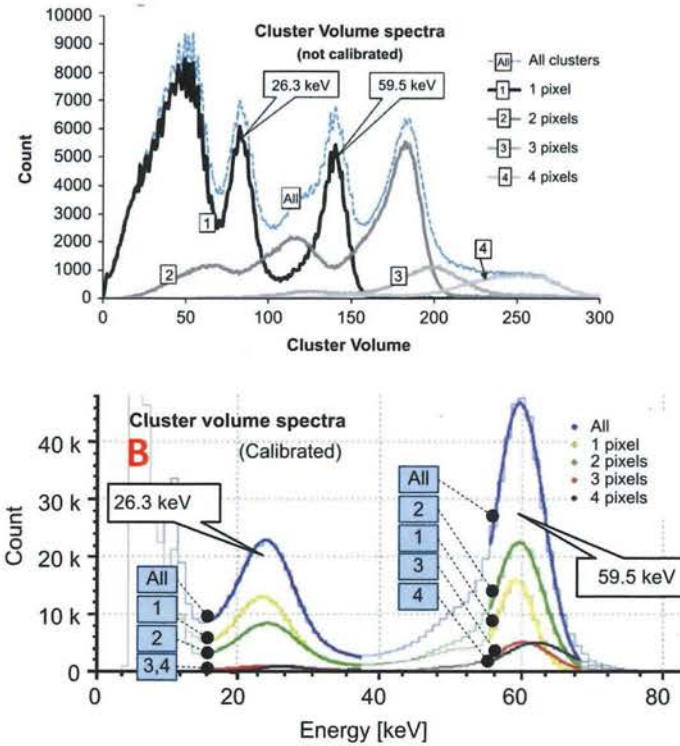 Cluster Volume spectra
(not calibrated)
26.3 keV
59.5 keV
All All clusters
1 1 pixel
2 2 pixels
3 3 pixels
4 4 pixels
10000
9000
8000
7000
6000
5000
4000
3000
2000
1000
0
Count
1
2
All
3
4
0 50 100 150 200 250 300
Cluster Volume
Cluster volume spectra
B (Calibrated)
26.3 keV
59.5 keV
All
1 pixel
2 pixels
3 pixels
4 pixels
40 k
30 k
20 k
10 k
0
Count
All
1
2
3,4
All
2
1
3
4
0 20 40 60 80
Energy [keV]